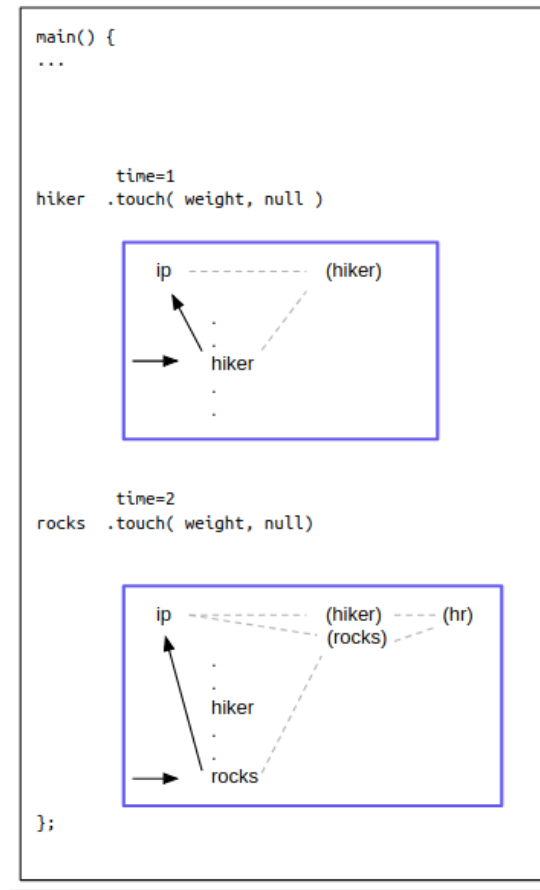 main() {
...
time=1
hiker .touch( weight, null )
ip (hiker)
.
.
hiker
.
.
time=2
rocks .touch( weight, null)
ip (hiker) (hr)
(rocks)
.
.
hiker
.
.
rocks
};